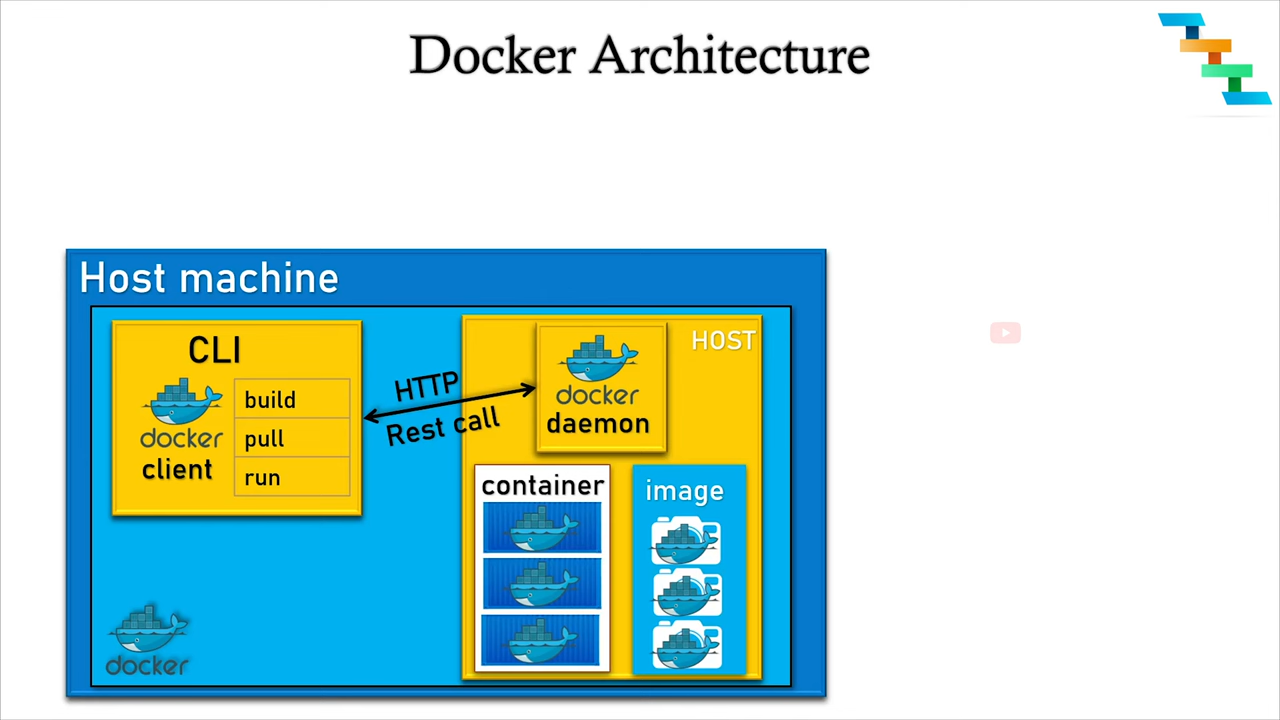 Docker Architecture
Host machine
CLI
docker
client
build
pull
run
HTTP
Rest call
HOST
docker
daemon
container
image
docker